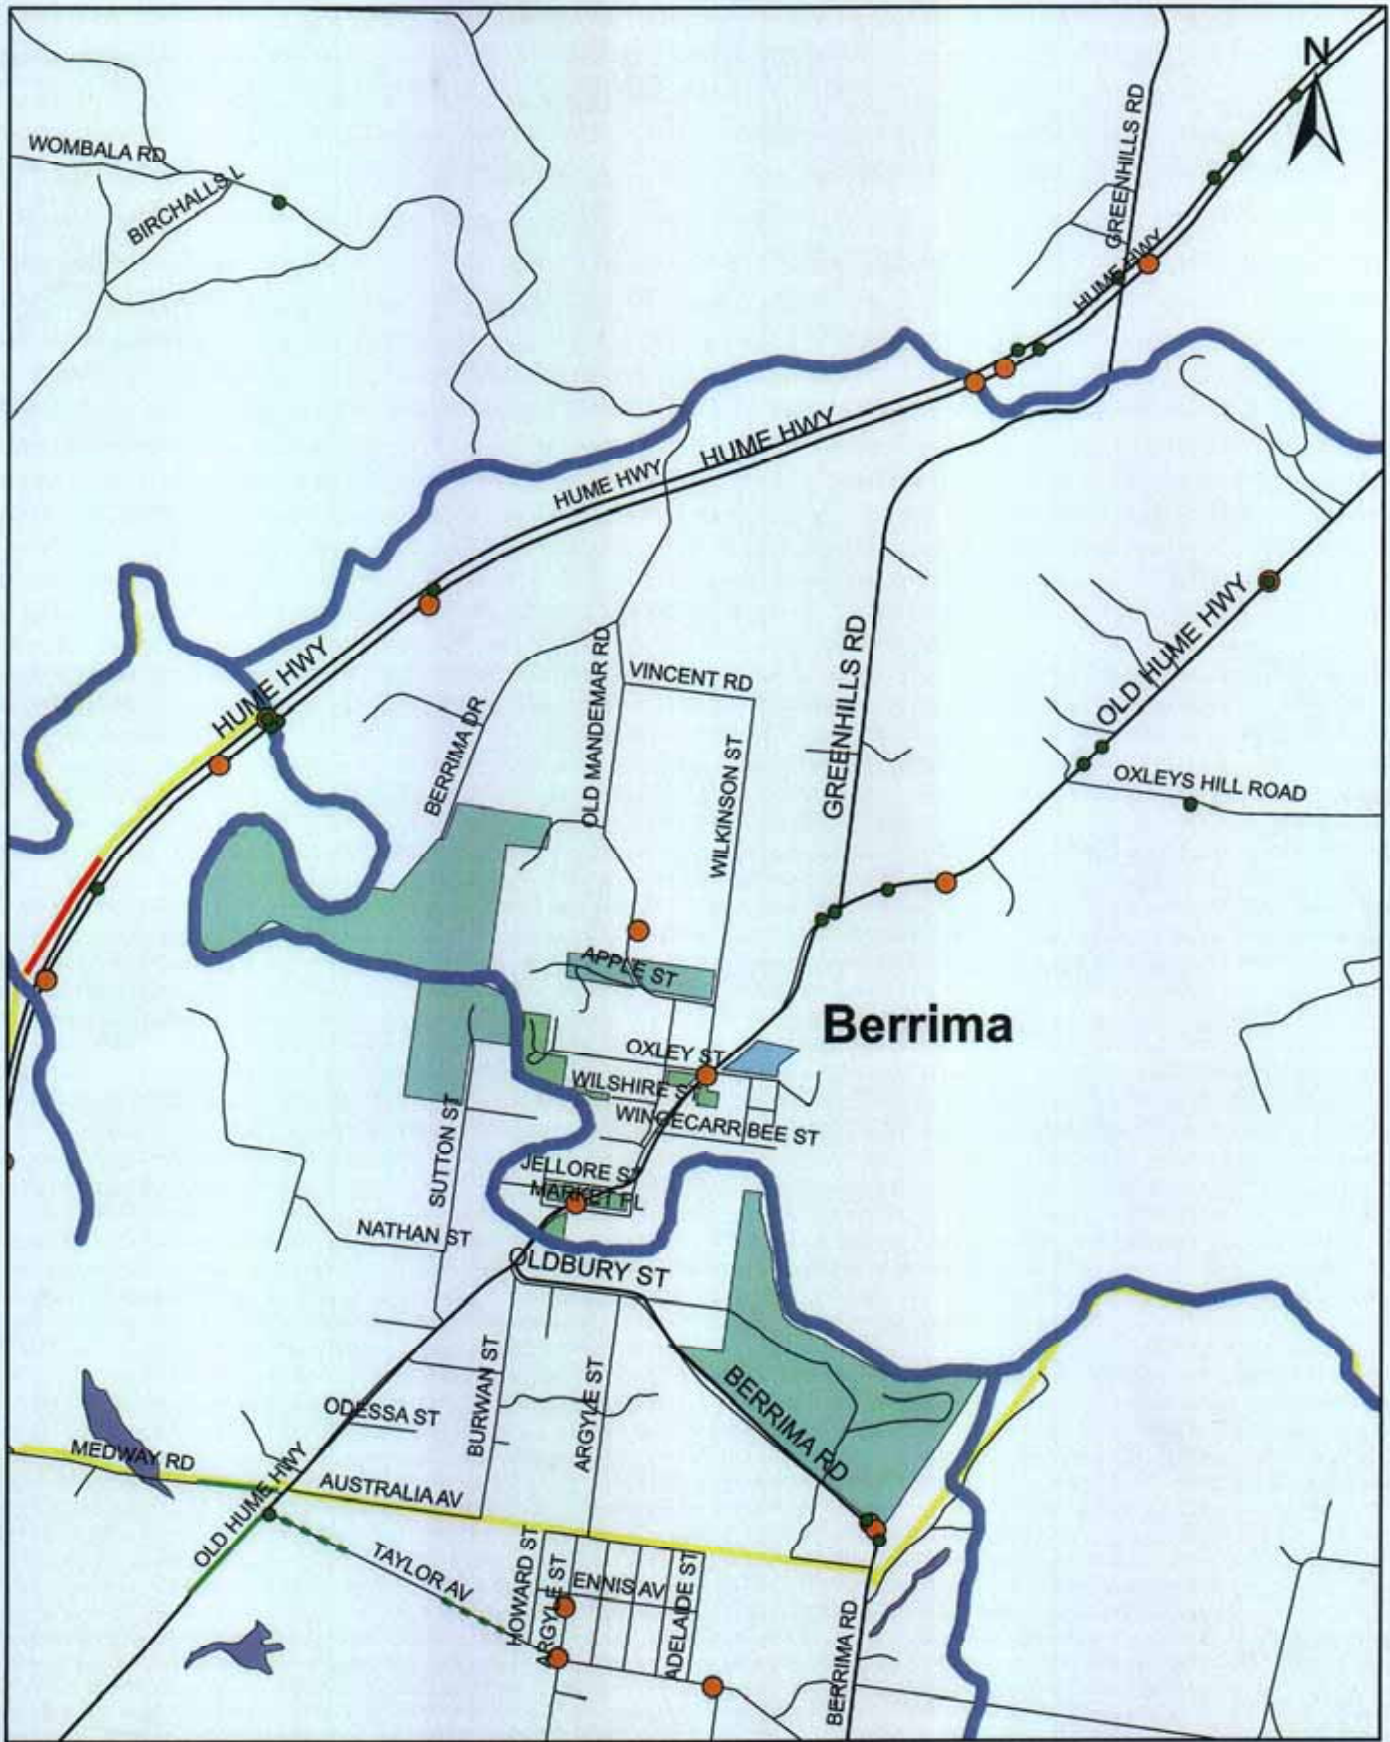 N
GREENHILLS RD
WOMBALA RD
BIRCHALLS L
HUME HWY
HUME HWY
HUME HWY
HUME HWY
OLD HUME HWY
OLD MANDEMAR RD
VINCENT RD
BERRIMA DR
GREENHILLS RD
WILKINSON ST
OXLEYS HILL ROAD
APPLE ST
Berrima
OXLEY ST
WILSHIRE ST
WINGECARRIBEE ST
SUTTON ST
JELLORE ST
MARKET PL
NATHAN ST
OLDBURY ST
BURWAN ST
ARGYLE ST
BERRIMA RD
ODESSA ST
MEDWAY RD
AUSTRALIA AV
OLD HUME HWY
TAYLOR AV
HOWARD ST
ARGYLE ST
ENNIS AV
ADELAIDE ST
BERRIMA RD